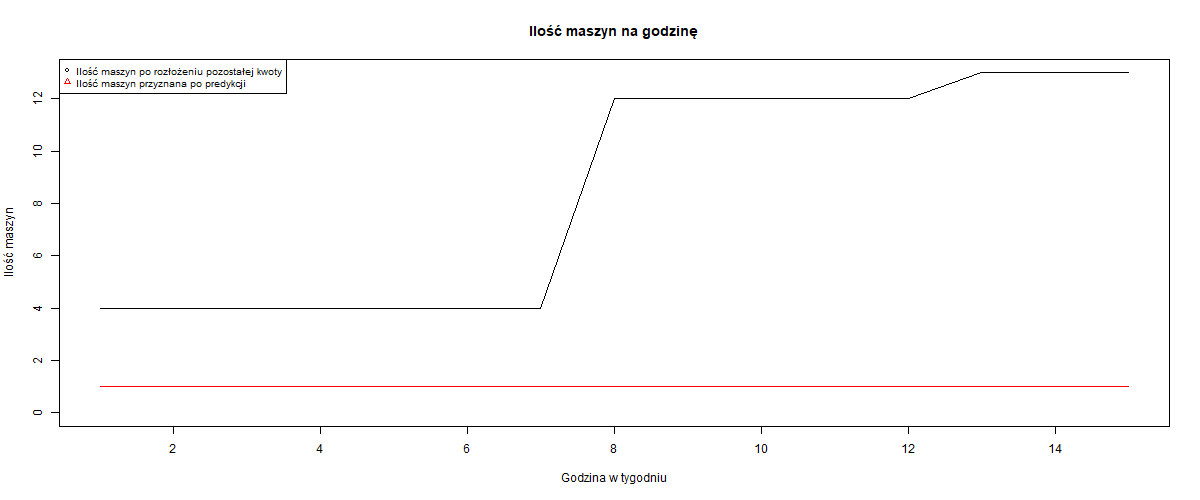 Ilość maszyn na godzinę
Ilość maszyn po rozłożeniu pozostałej kwoty
Ilość maszyn przyznana po predykcji
Ilość maszyn
12
10
8
6
4
2
0
2 4 6 8 10 12 14
Godzina w tygodniu